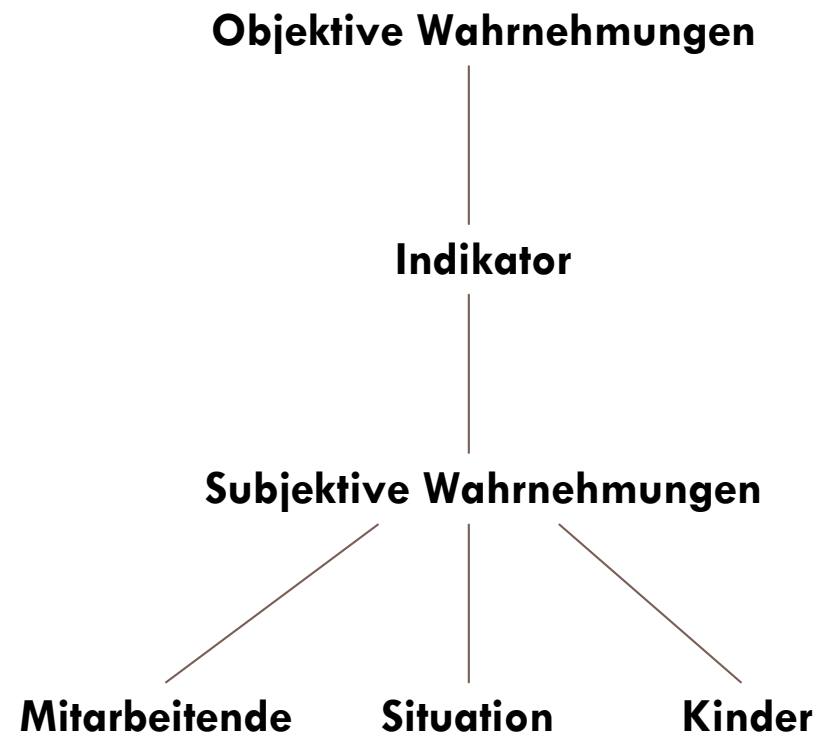 Objektive Wahrnehmungen
Indikator
Subjektive Wahrnehmungen
Mitarbeitende Situation Kinder